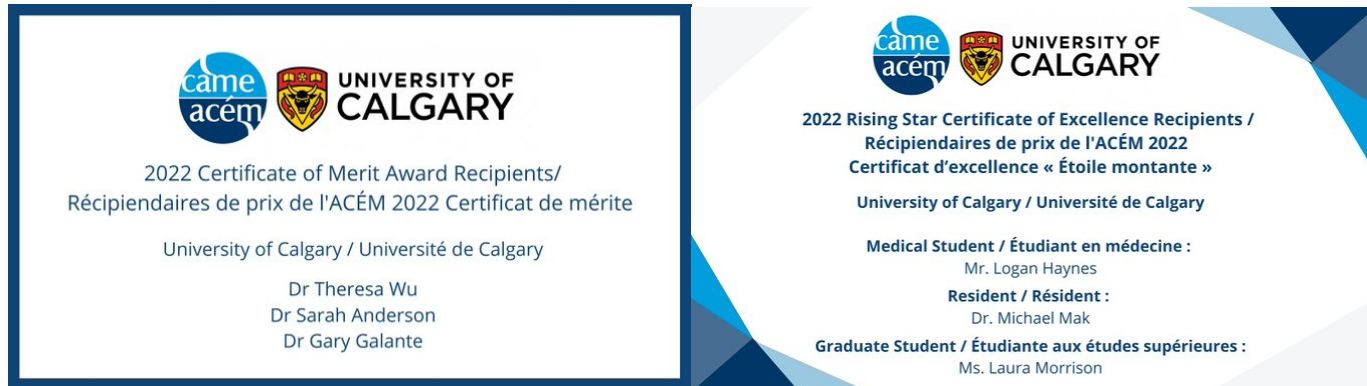 came
acém
UNIVERSITY OF
CALGARY
2022 Certificate of Merit Award Recipients/
Récipiendaires de prix de l'ACÉM 2022 Certificat de mérite
University of Calgary / Université de Calgary
Dr Theresa Wu
Dr Sarah Anderson
Dr Gary Galante
came
acém
UNIVERSITY OF
CALGARY
2022 Rising Star Certificate of Excellence Recipients /
Récipiendaires de prix de l'ACÉM 2022
Certificat d’excellence « Étoile montante »
University of Calgary / Université de Calgary
Medical Student / Étudiant en médecine :
Mr. Logan Haynes
Resident / Résident :
Dr. Michael Mak
Graduate Student / Étudiante aux études supérieures :
Ms. Laura Morrison